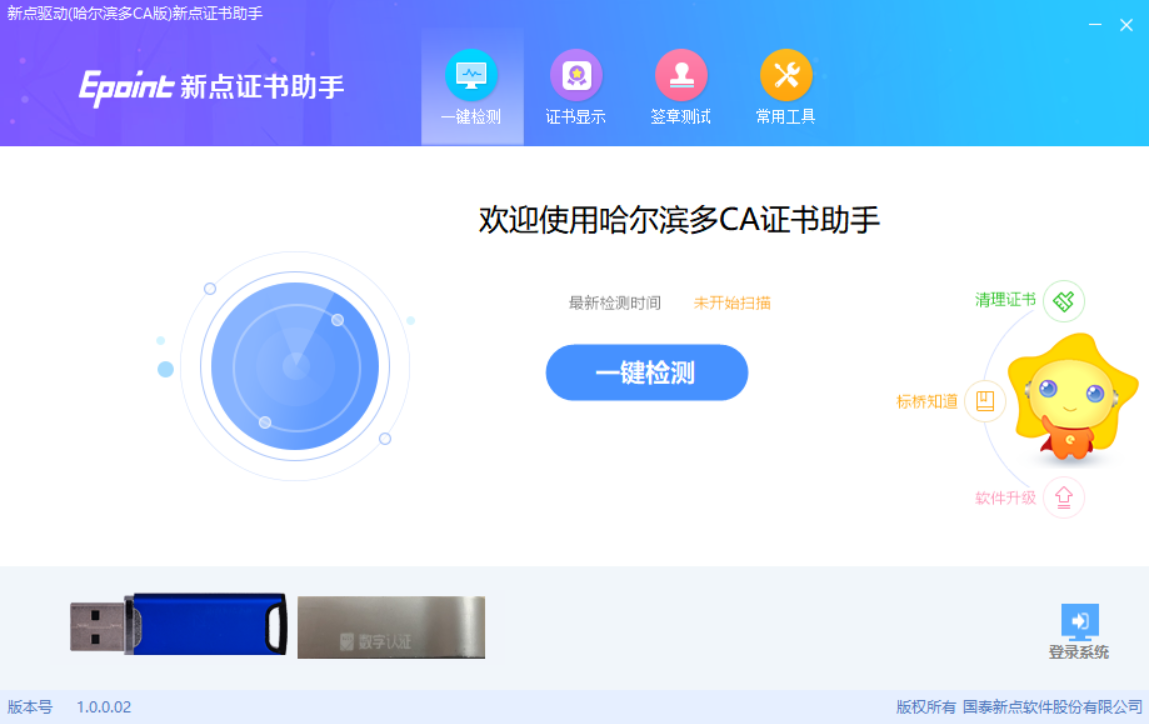 新点驱动(哈尔滨多CA版)新点证书助手
Epoint 新点证书助手
一键检测
证书显示
签章测试
常用工具
欢迎使用哈尔滨多CA证书助手
最新检测时间 未开始扫描
一键检测
清理证书
标桥知道
软件升级
数字认证
登录系统
版本号 1.0.0.02
版权所有 国泰新点软件股份有限公司